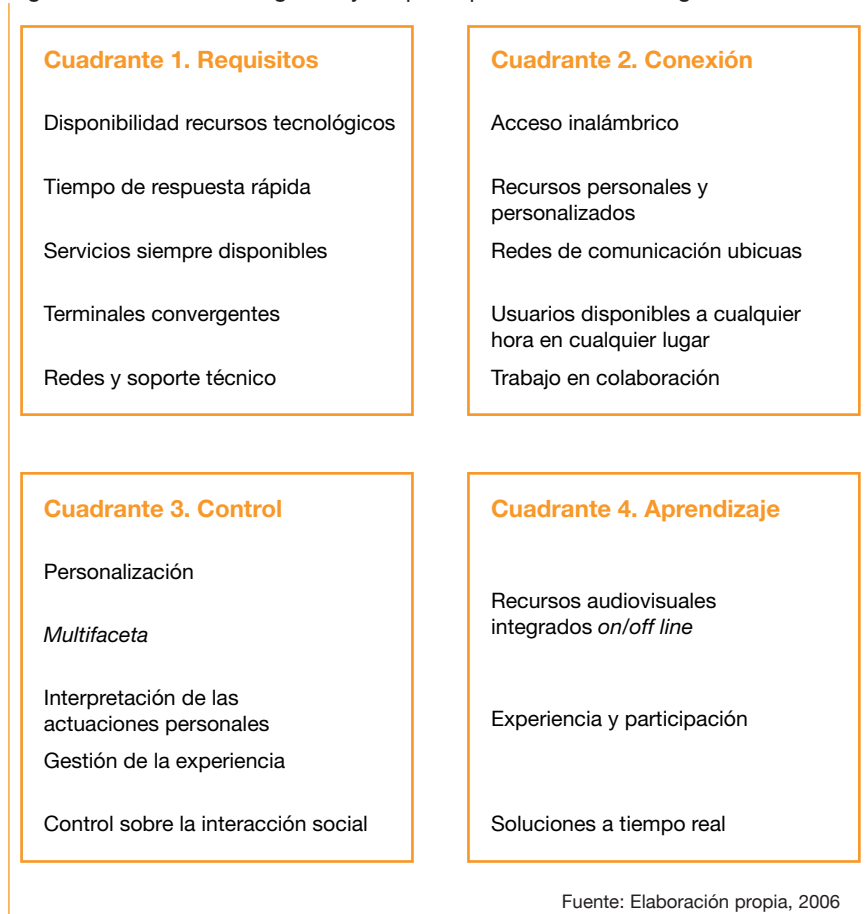 Cuadrante 1. Requisitos
Disponibilidad recursos tecnológicos
Tiempo de respuesta rápida
Servicios siempre disponibles
Terminales convergentes
Redes y soporte técnico
Cuadrante 2. Conexión
Acceso inalámbrico
Recursos personales y
personalizados
Redes de comunicación ubicuas
Usuarios disponibles a cualquier
hora en cualquier lugar
Trabajo en colaboración
Cuadrante 3. Control
Personalización
Multifaceta
Interpretación de las
actuaciones personales
Gestión de la experiencia
Control sobre la interacción social
Cuadrante 4. Aprendizaje
Recursos audiovisuales
integrados on/off line
Experiencia y participación
Soluciones a tiempo real
Fuente: Elaboración propia, 2006